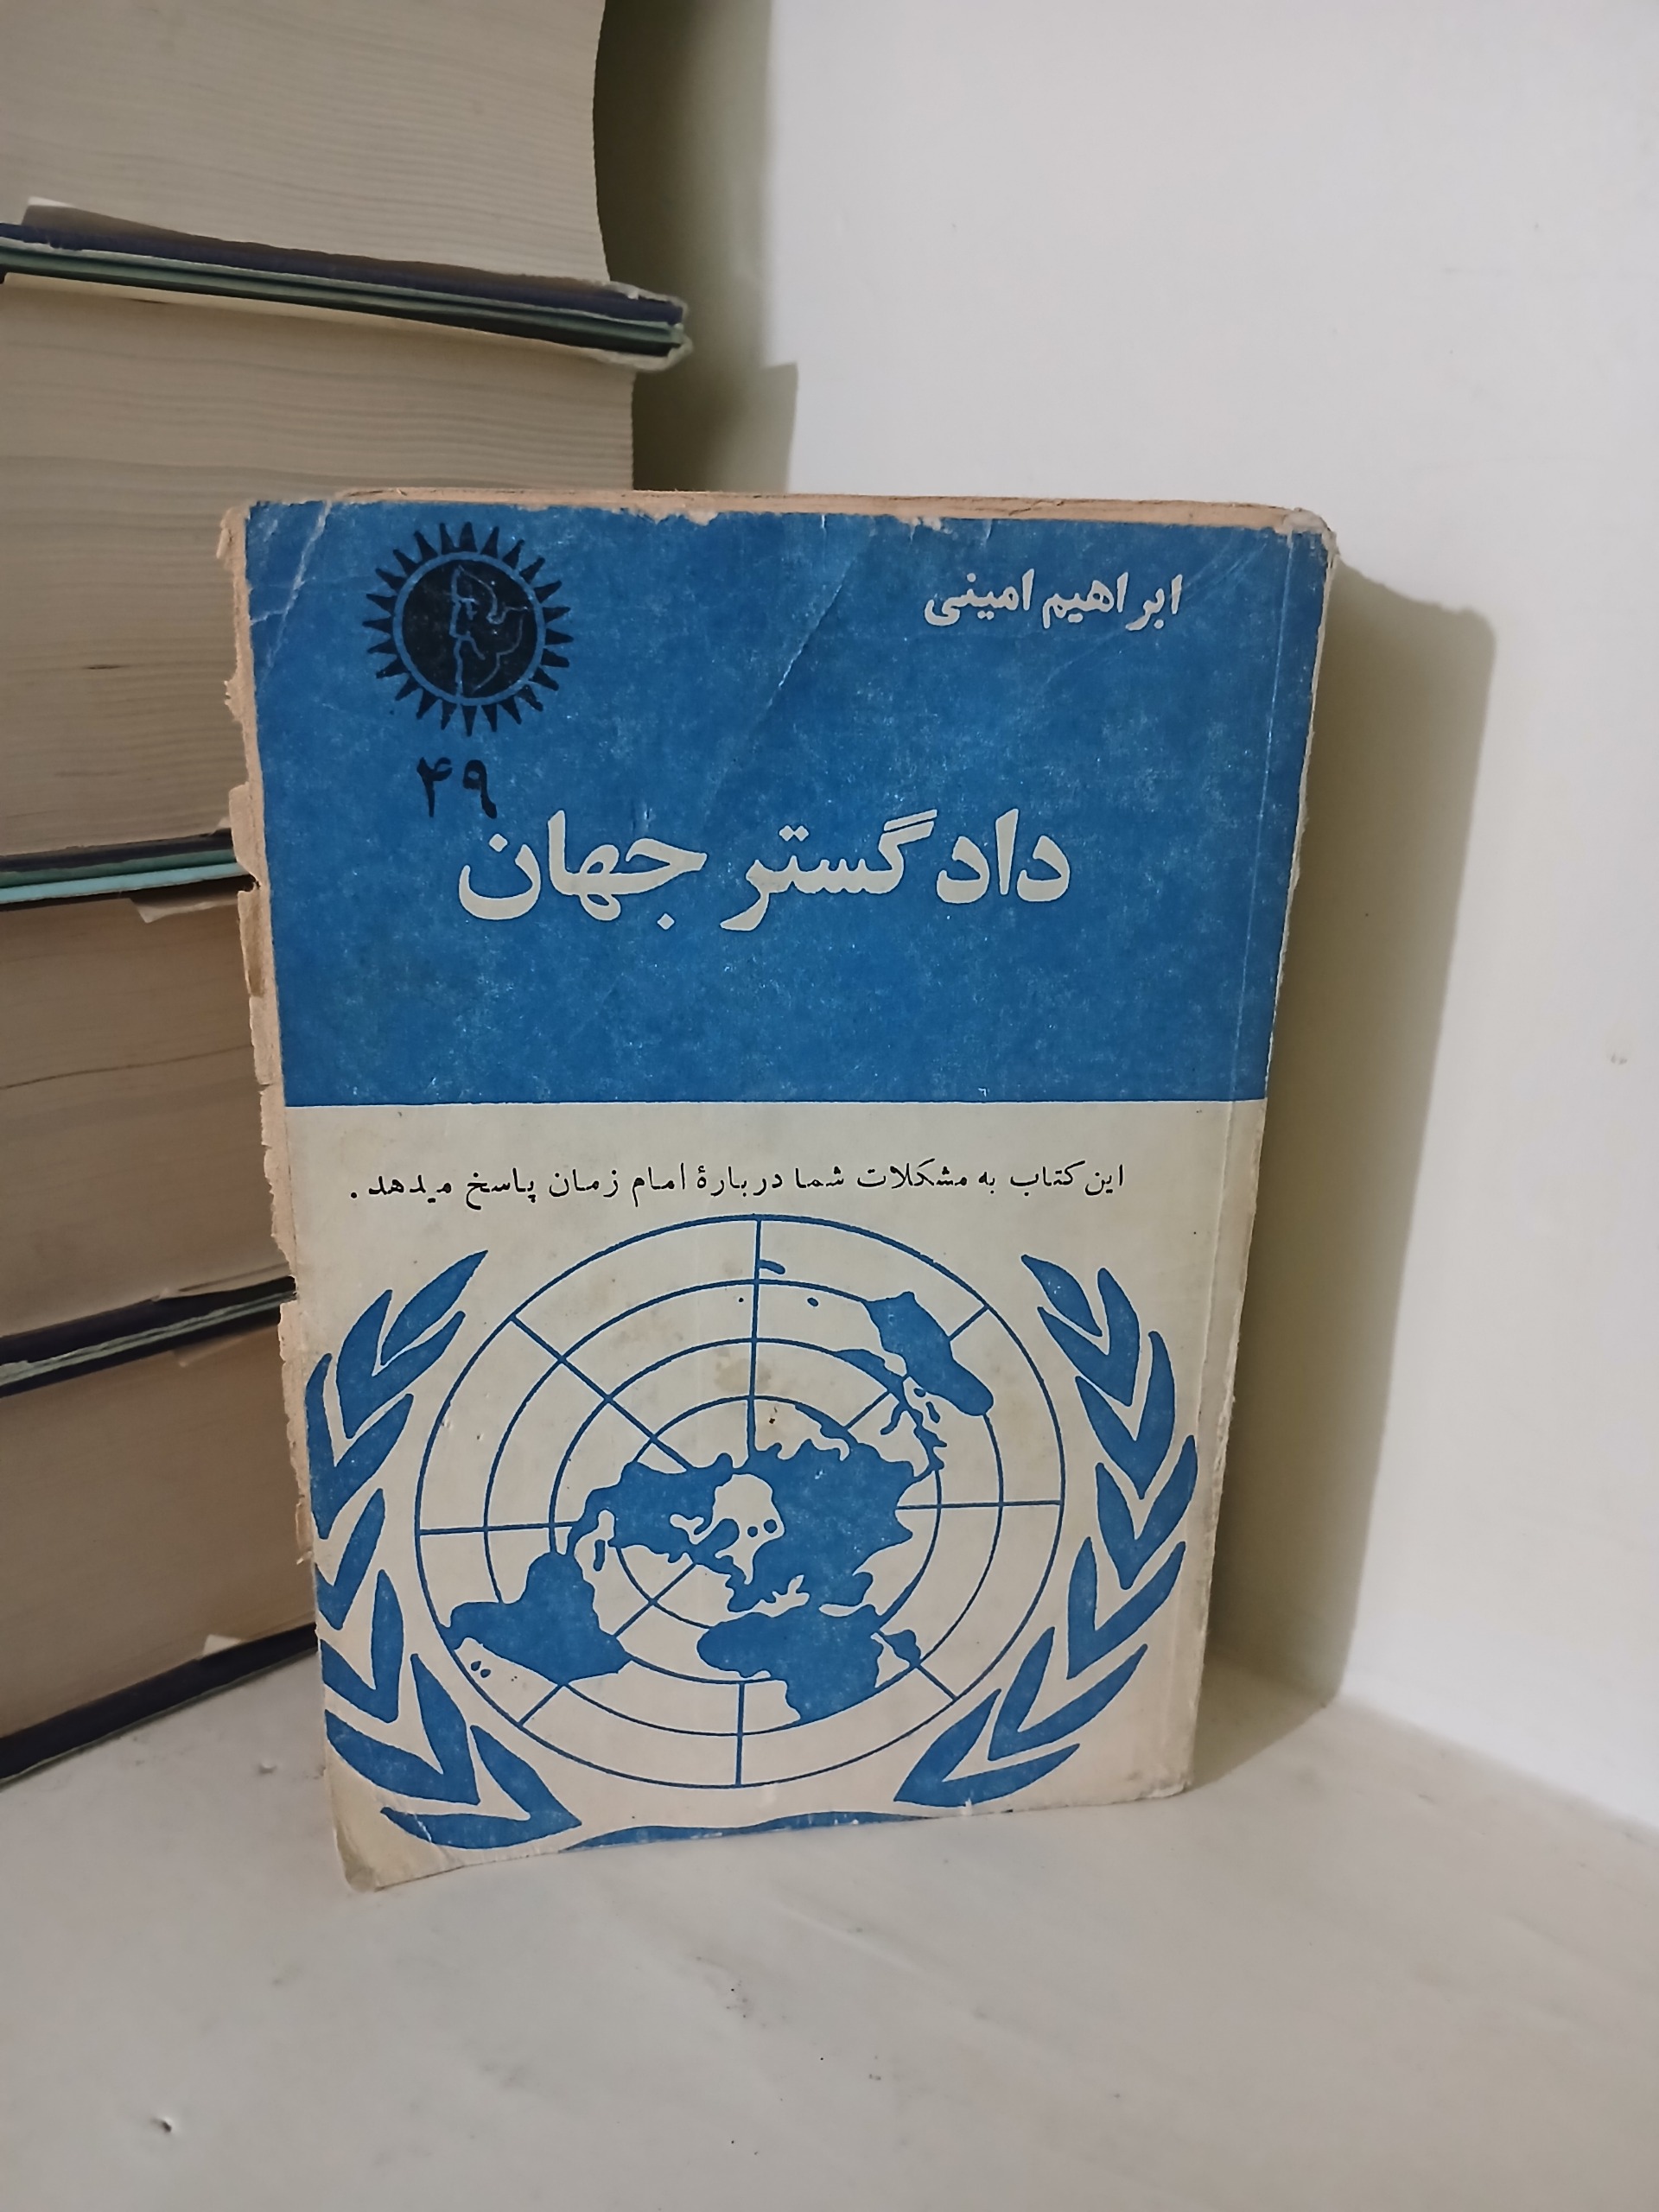 ابراهیم امینی
۴۹
دادگستر جهان
این کتاب به مشکلات شما دربارهٔ امام زمان پاسخ میدهد.